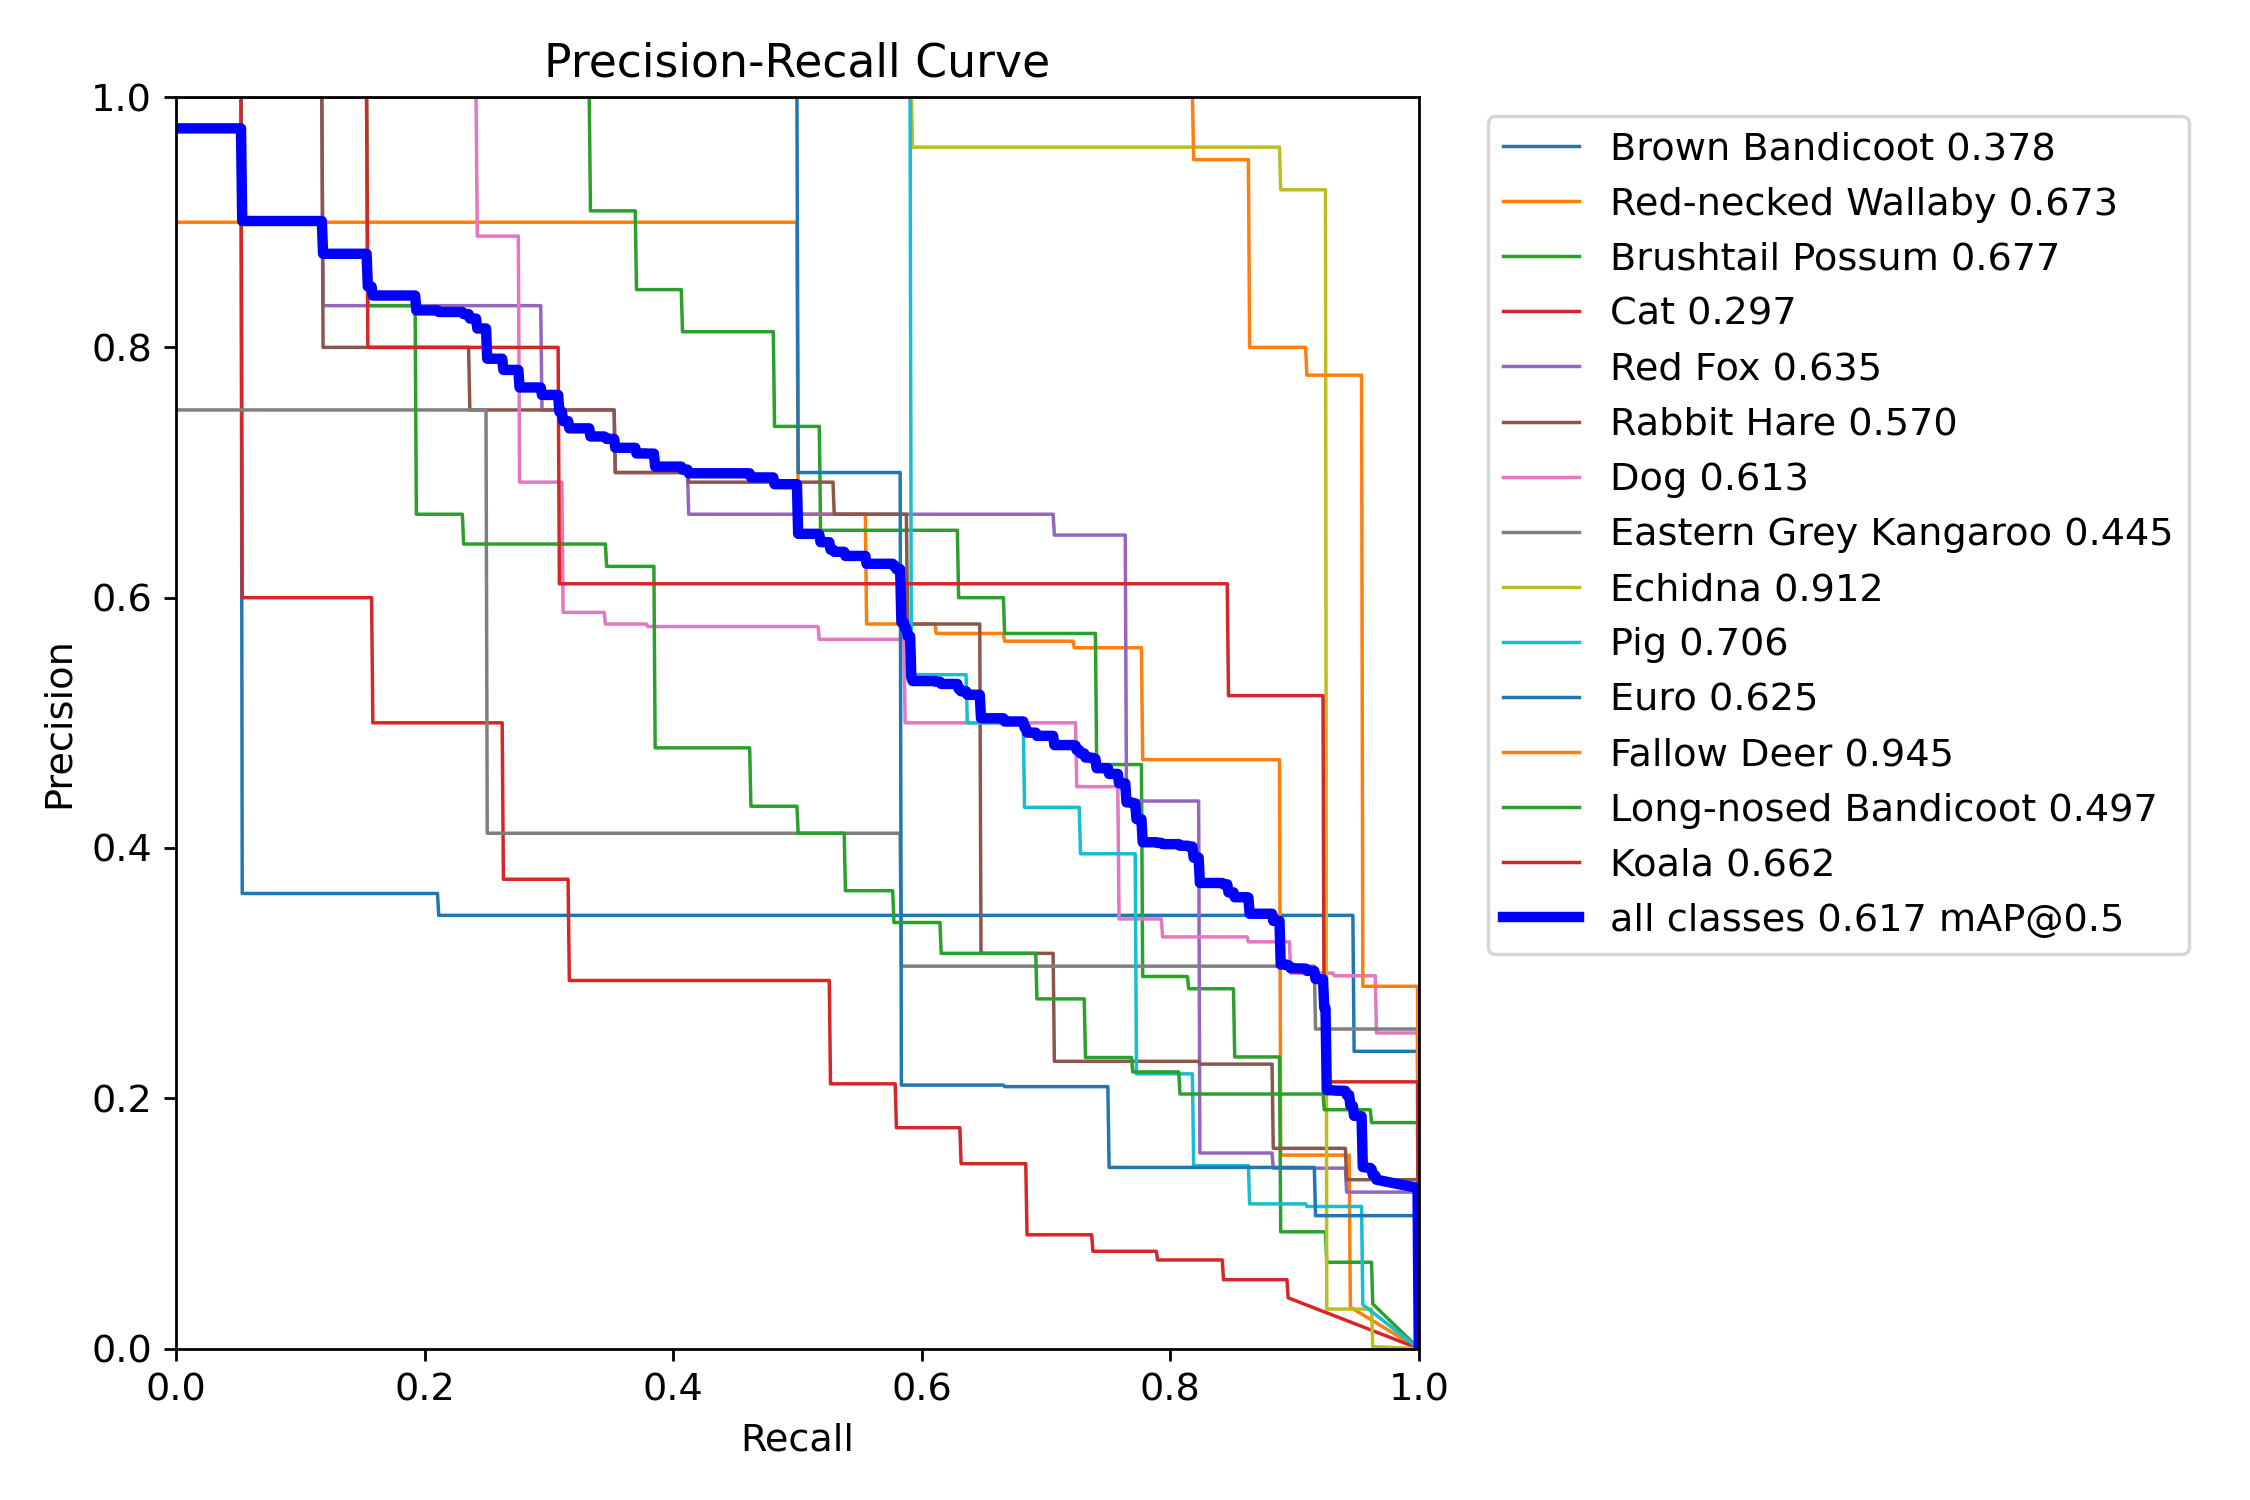 Precision-Recall Curve
1.0
0.8
0.6
0.4
0.2
0.0
Precision
0.0 0.2 0.4 0.6 0.8 1.0
Recall
Brown Bandicoot 0.378
Red-necked Wallaby 0.673
Brushtail Possum 0.677
Cat 0.297
Red Fox 0.635
Rabbit Hare 0.570
Dog 0.613
Eastern Grey Kangaroo 0.445
Echidna 0.912
Pig 0.706
Euro 0.625
Fallow Deer 0.945
Long-nosed Bandicoot 0.497
Koala 0.662
all classes 0.617 mAP@0.5